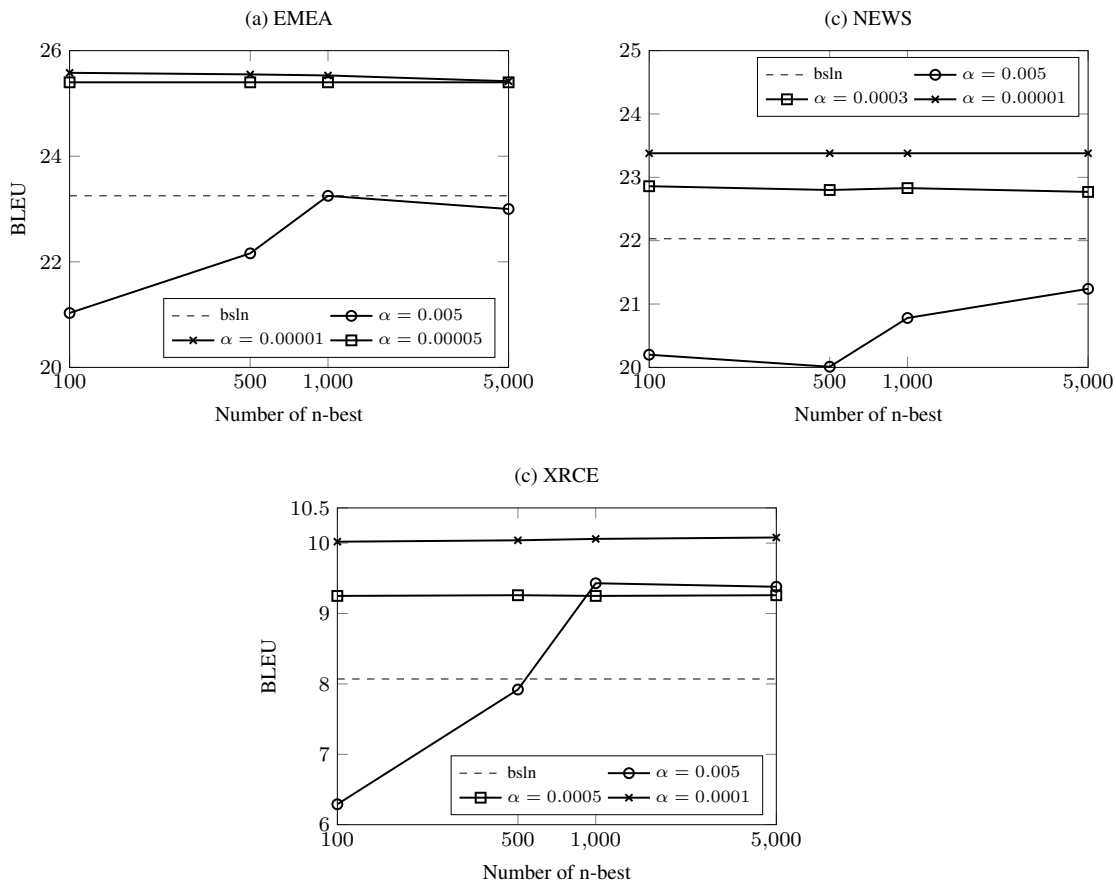 (a) EMEA
26
24
22
20
BLEU
bsln
α = 0.005
α = 0.00001
α = 0.00005
100
500
1,000
5,000
Number of n-best
(c) NEWS
25
24
23
22
21
20
bsln
α = 0.005
α = 0.0003
α = 0.00001
100
500
1,000
5,000
Number of n-best
(c) XRCE
10.5
10
9
8
7
6
BLEU
bsln
α = 0.005
α = 0.0005
α = 0.0001
100
500
1,000
5,000
Number of n-best